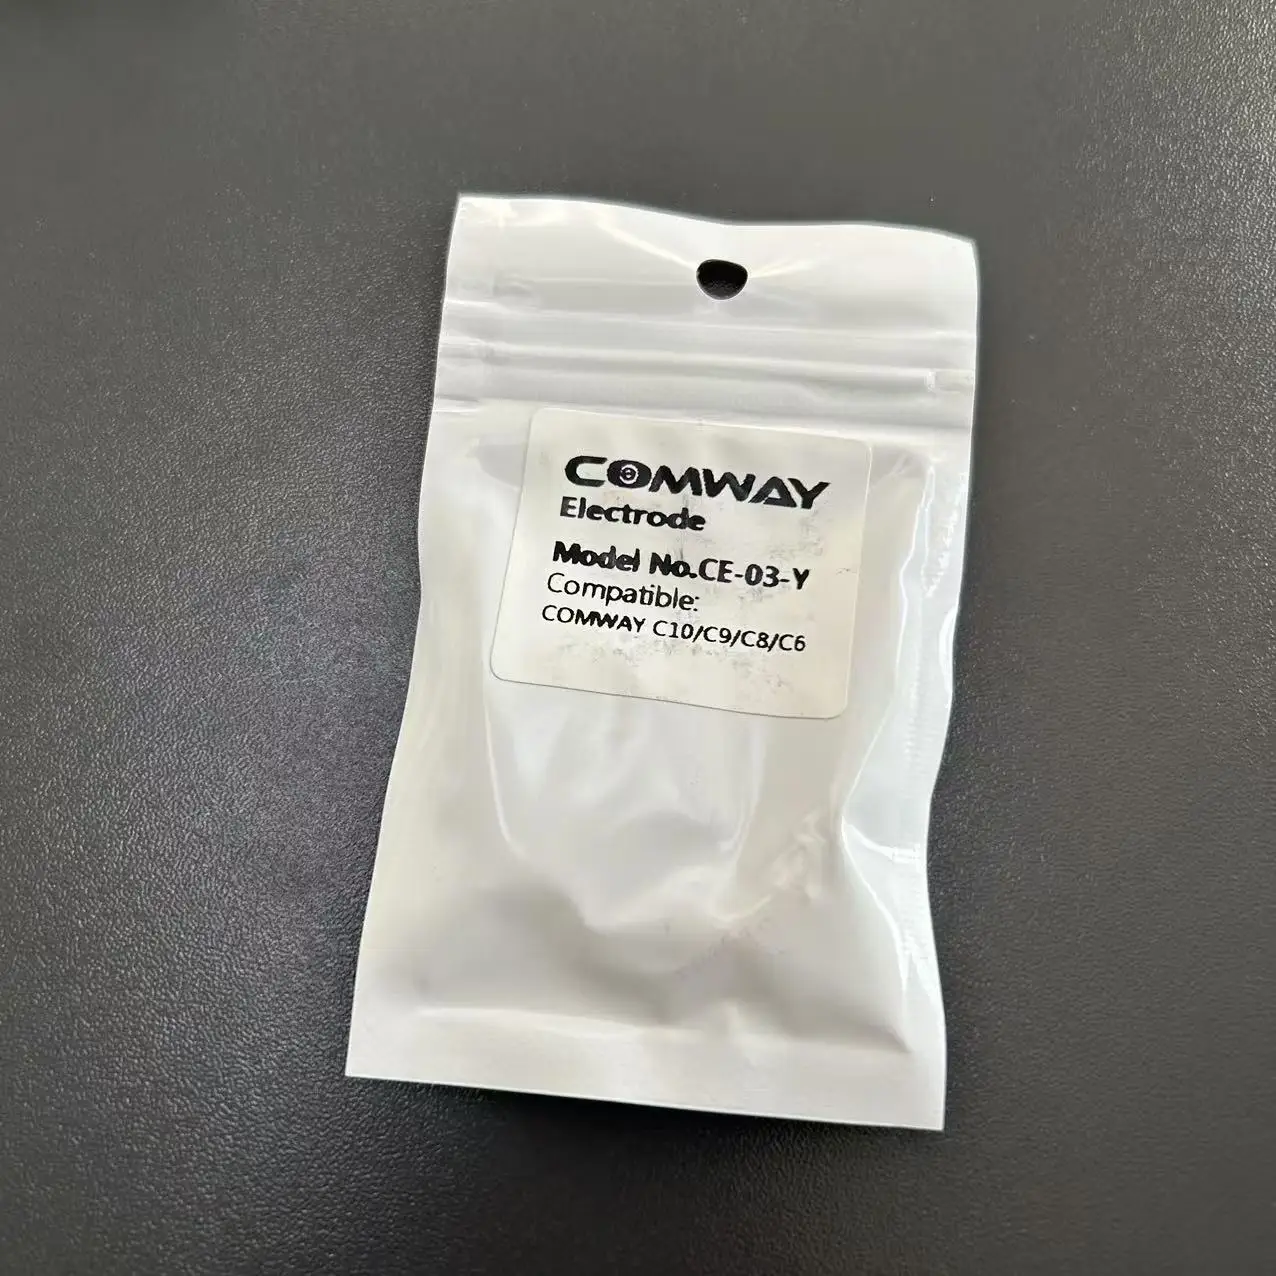 COMWAY
Electrode
Model No.CE-03-Y
Compatible:
COMWAY C10/C9/C8/C6